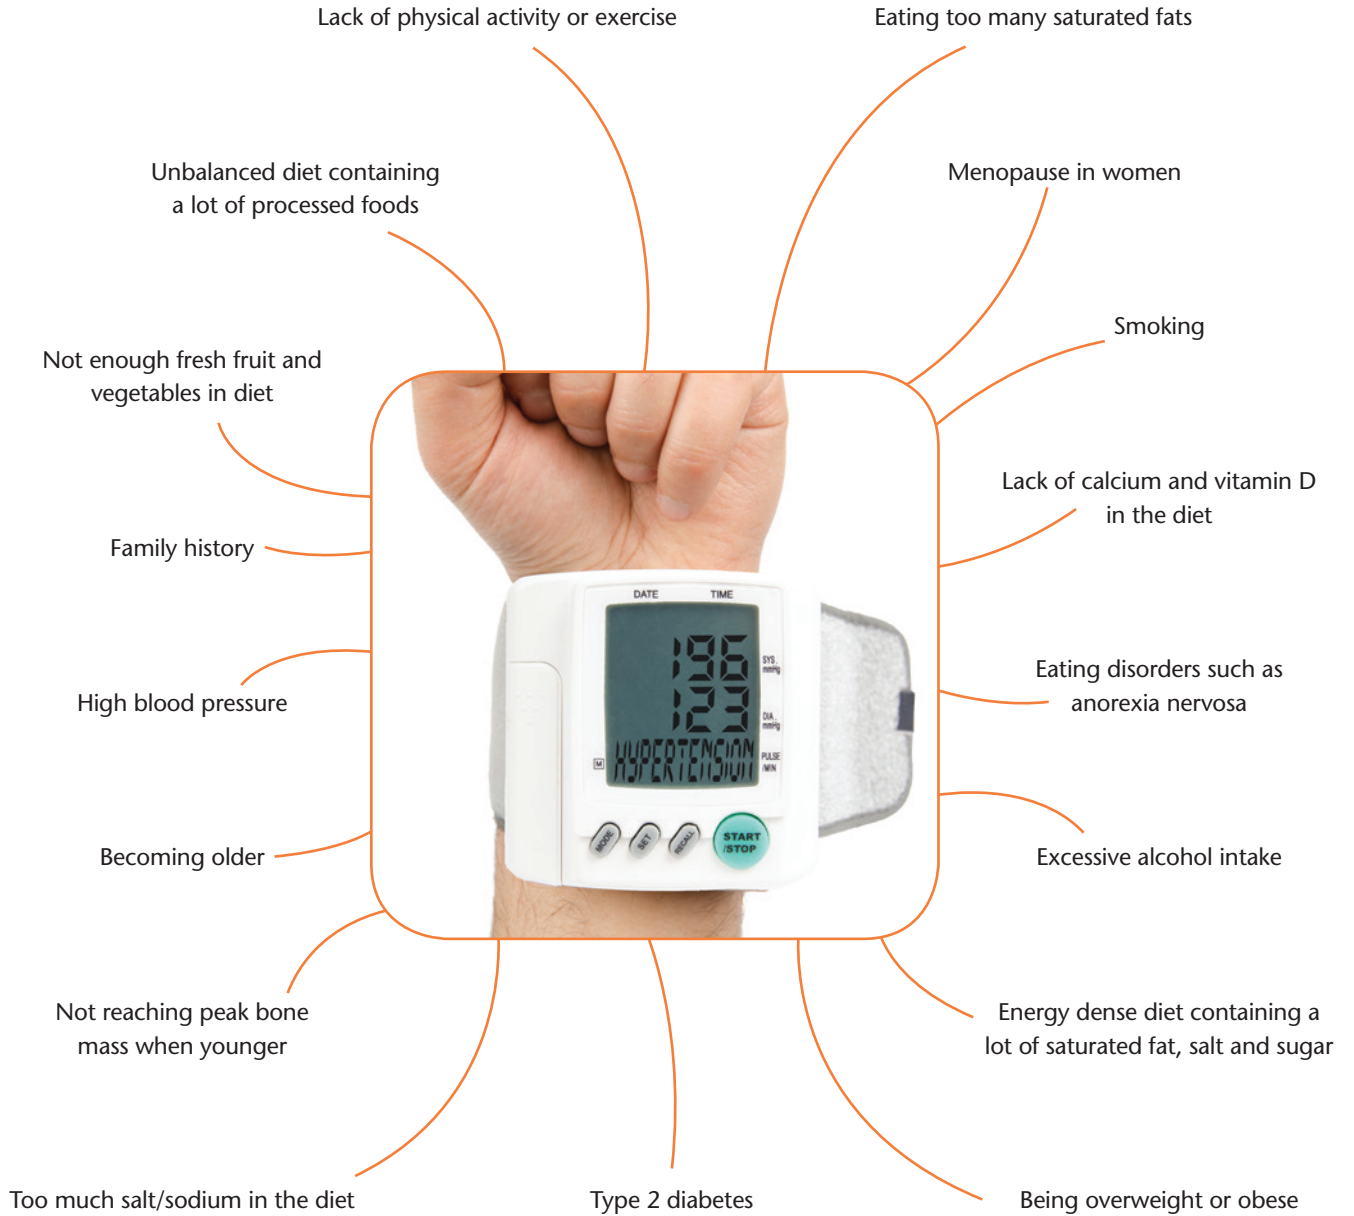 Lack of physical activity or exercise
Eating too many saturated fats
Unbalanced diet containing
a lot of processed foods
Menopause in women
Smoking
Not enough fresh fruit and
vegetables in diet
Lack of calcium and vitamin D
in the diet
Family history
DATE TIME
196
SYS.
mmHg
123
DIA.
mmHg
M
HYPERTENSION
PULSE
/MIN
MODE
SET
RECALL
START
/STOP
High blood pressure
Eating disorders such as
anorexia nervosa
Becoming older
Excessive alcohol intake
Not reaching peak bone
mass when younger
Energy dense diet containing a
lot of saturated fat, salt and sugar
Too much salt/sodium in the diet
Type 2 diabetes
Being overweight or obese